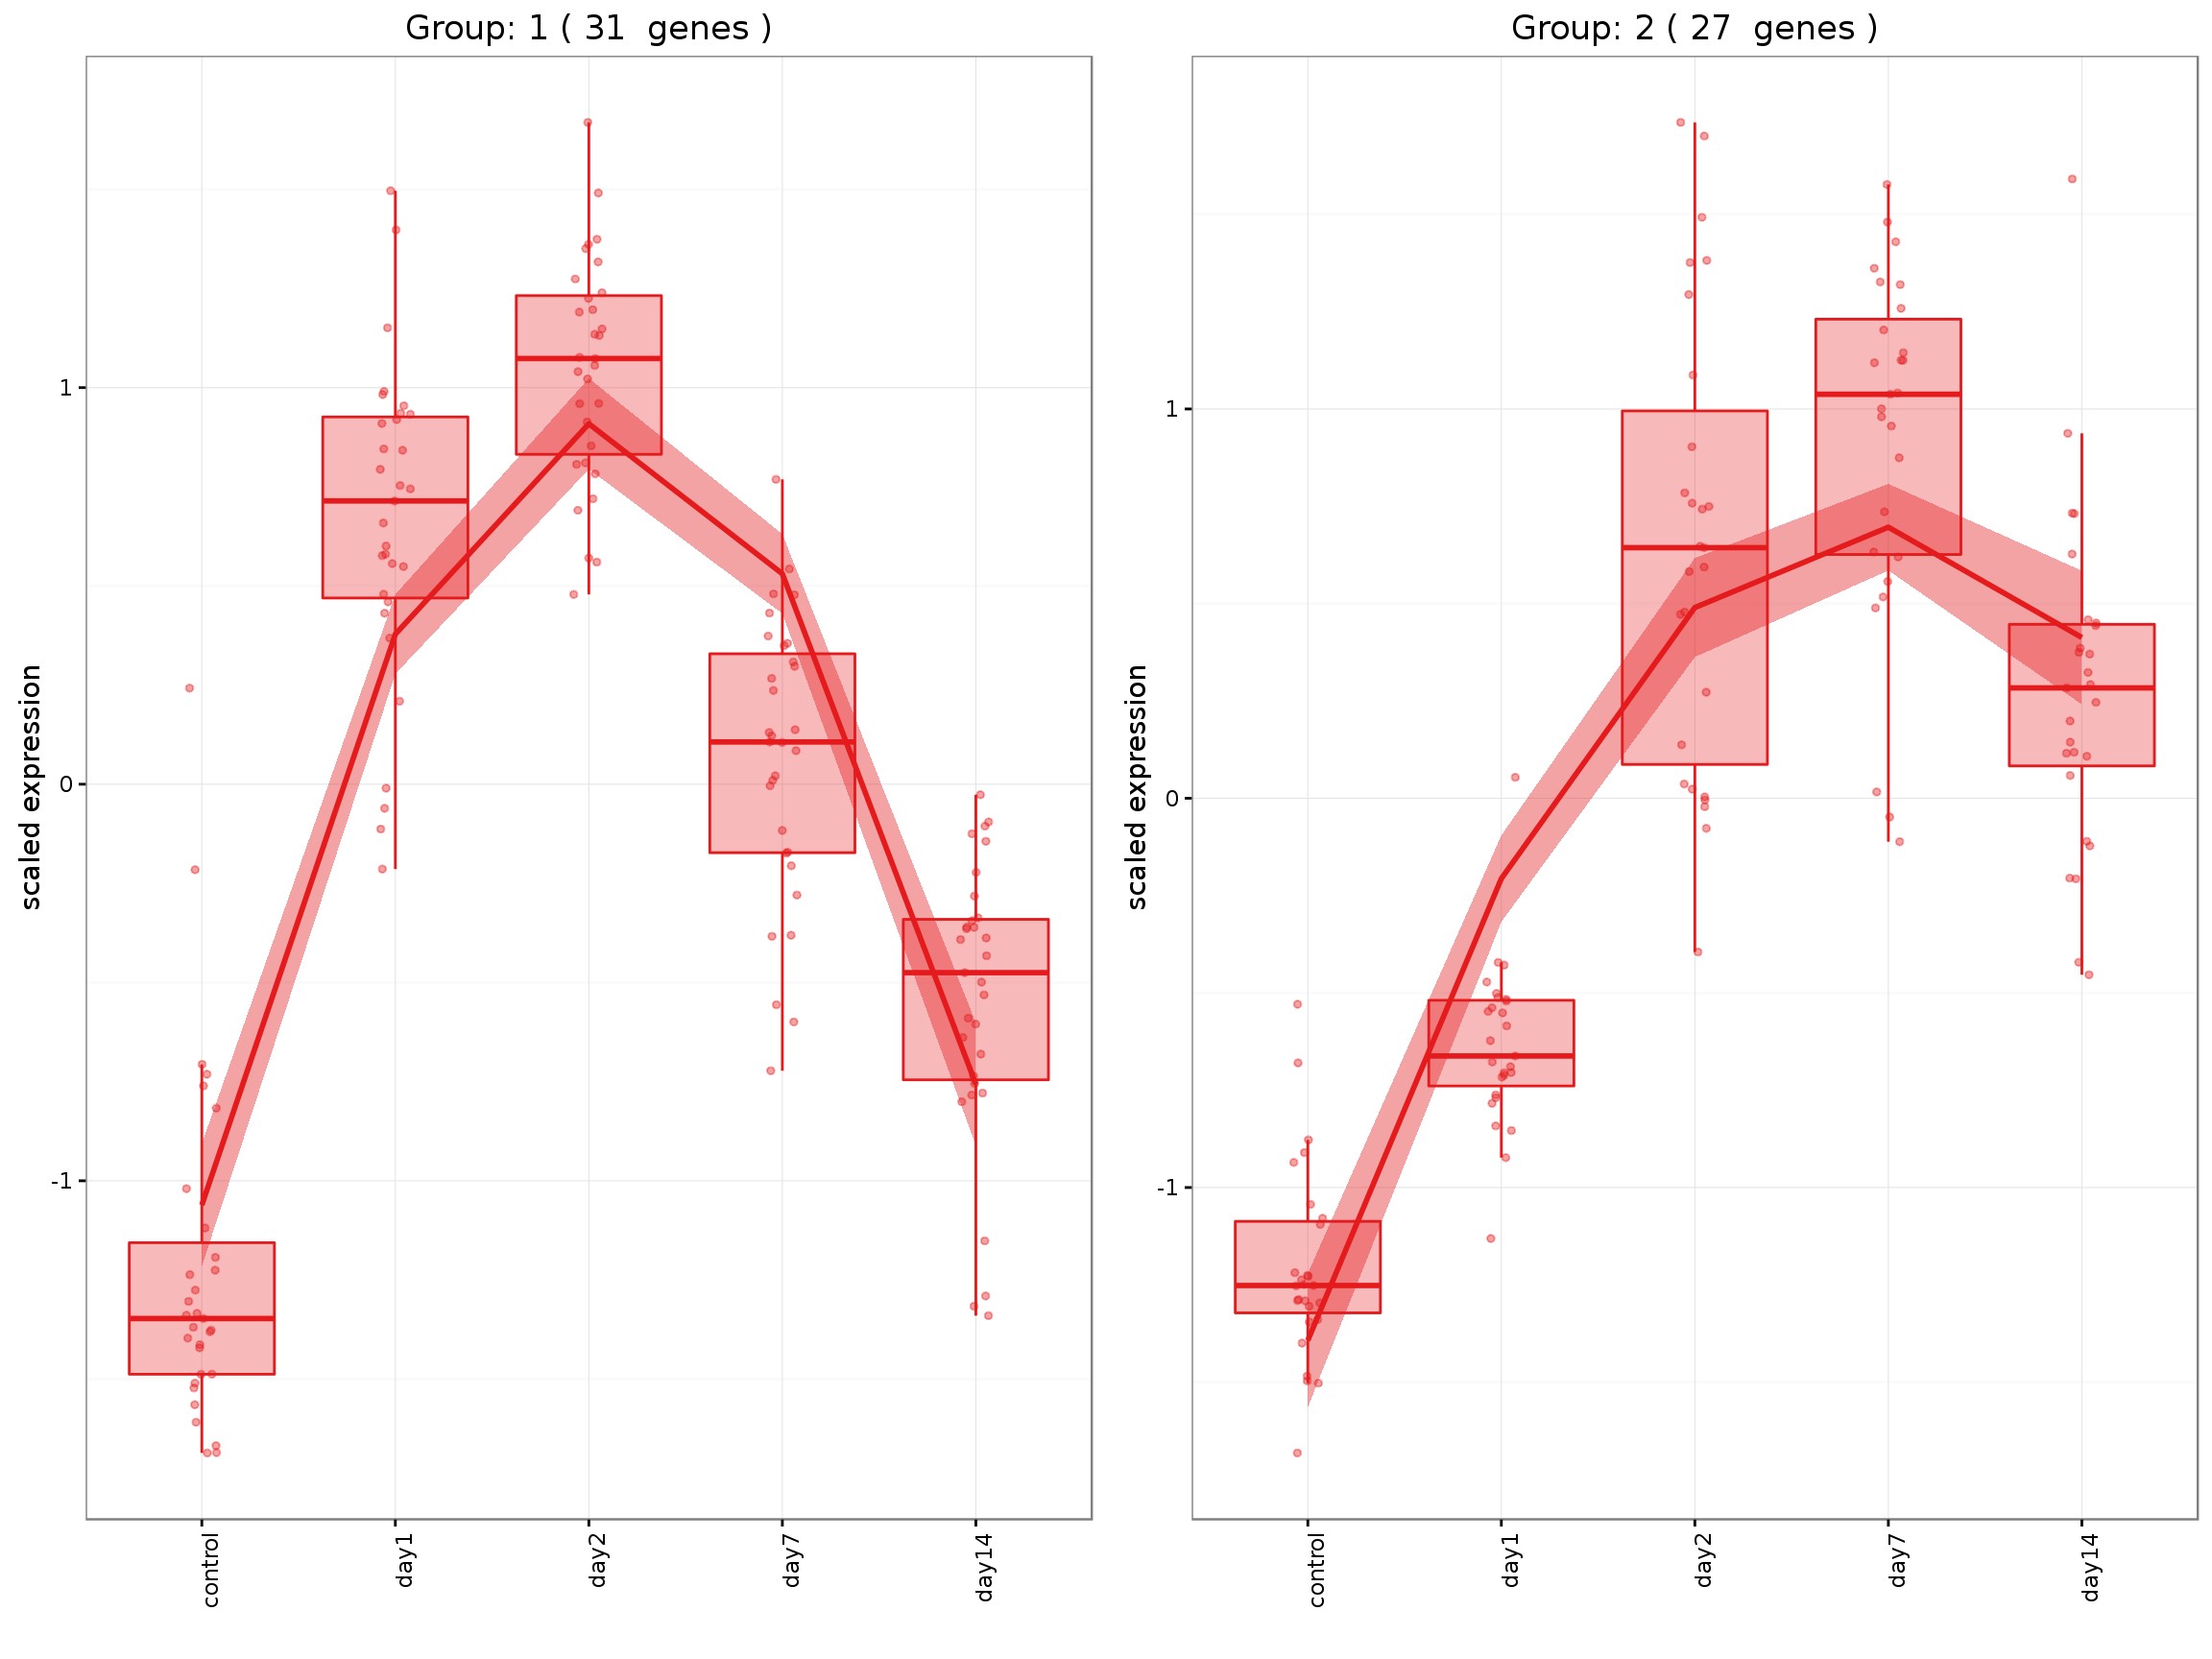 Group: 1 ( 31  genes )
scaled expression
1
0
-1
control
day1
day2
day7
day14
Group: 2 ( 27  genes )
scaled expression
1
0
-1
control
day1
day2
day7
day14